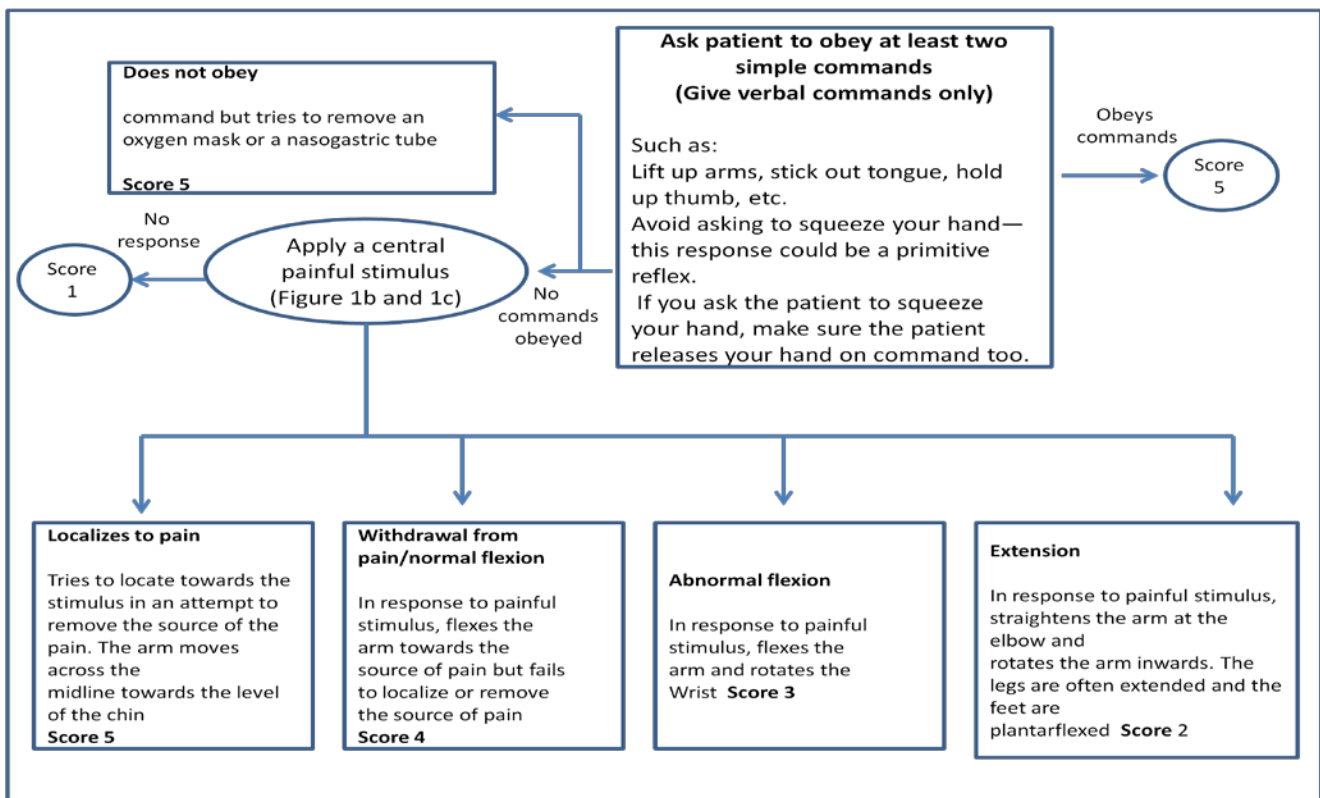 Ask patient to obey at least two
simple commands
(Give verbal commands only)
Such as:
Lift up arms, stick out tongue, hold
up thumb, etc.
Avoid asking to squeeze your hand—
this response could be a primitive
reflex.
If you ask the patient to squeeze
your hand, make sure the patient
releases your hand on command too.
Obeys
commands
Score
5
Does not obey
command but tries to remove an
oxygen mask or a nasogastric tube
Score 5
No
commands
obeyed
Apply a central
painful stimulus
(Figure 1b and 1c)
No
response
Score
1
Localizes to pain
Tries to locate towards the
stimulus in an attempt to
remove the source of the
pain. The arm moves
across the
midline towards the level
of the chin
Score 5
Withdrawal from
pain/normal flexion
In response to painful
stimulus, flexes the
arm towards the
source of pain but fails
to localize or remove
the source of pain
Score 4
Abnormal flexion
In response to painful
stimulus, flexes the
arm and rotates the
Wrist Score 3
Extension
In response to painful stimulus,
straightens the arm at the
elbow and
rotates the arm inwards. The
legs are often extended and the
feet are
plantarflexed Score 2